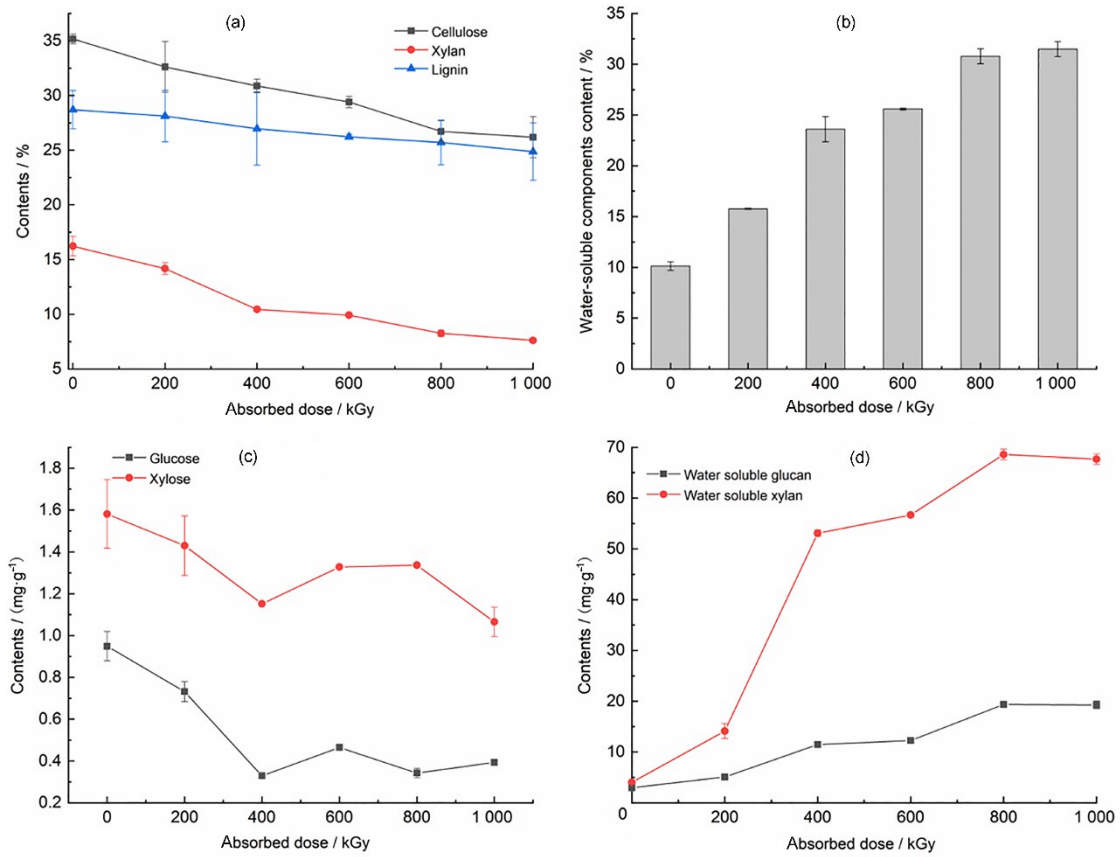 (a)
Cellulose
Xylan
Lignin
Contents / %
35
30
25
20
15
10
5
0 200 400 600 800 1 000
Absorbed dose / kGy
(b)
Water-soluble components content / %
35
30
25
20
15
10
5
0
0 200 400 600 800 1 000
Absorbed dose / kGy
(c)
Glucose
Xylose
Contents / (mg·g⁻¹)
1.8
1.6
1.4
1.2
1.0
0.8
0.6
0.4
0.2
0 200 400 600 800 1 000
Absorbed dose / kGy
(d)
Water soluble glucan
Water soluble xylan
Contents / (mg·g⁻¹)
70
60
50
40
30
20
10
0
0 200 400 600 800 1 000
Absorbed dose / kGy